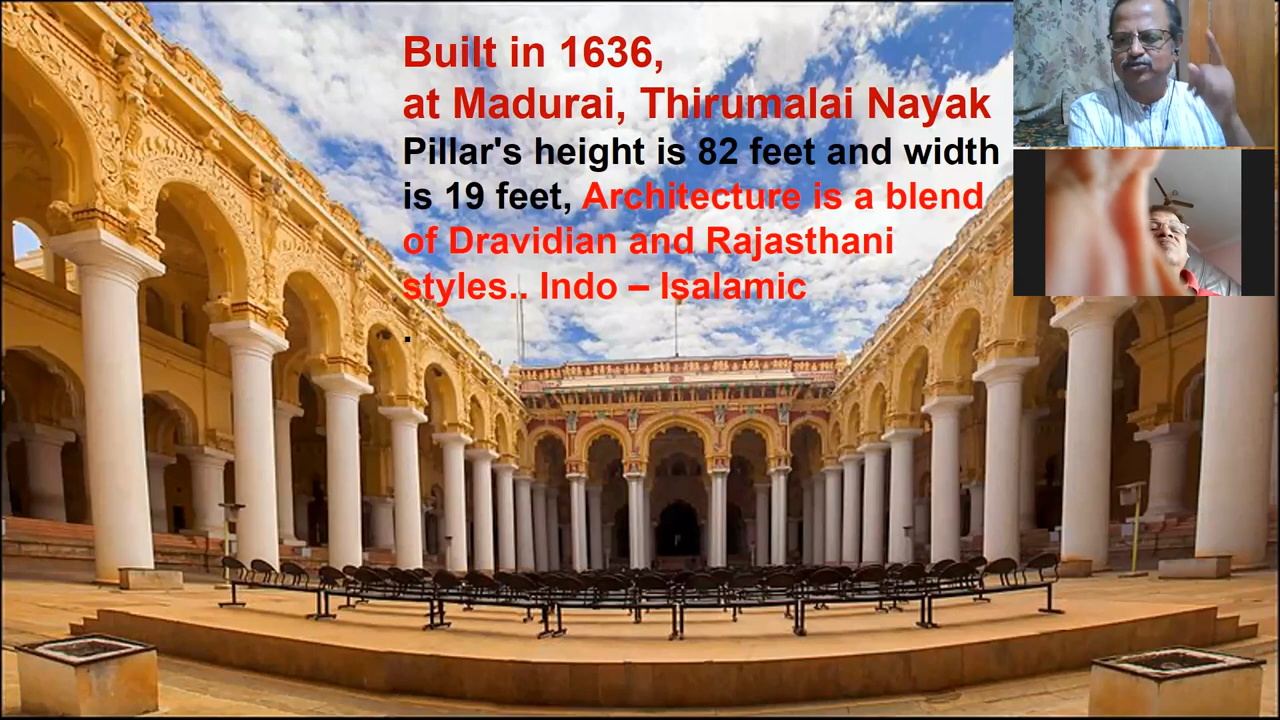 Built in 1636,
at Madurai, Thirumalai Nayak
Pillar's height is 82 feet and width
is 19 feet, Architecture is a blend
of Dravidian and Rajasthani
styles.. Indo – Isalamic
.